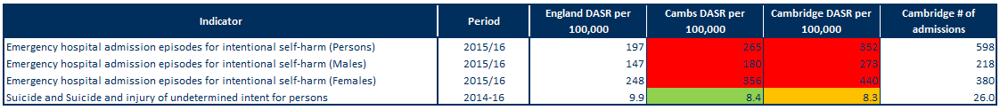 Indicator Period England DASR per 100,000 Cambs DASR per 100,000 Cambridge DASR per 100,000 Cambridge # of admissions
Emergency hospital admission episodes for intentional self-harm (Persons) 2015/16 197 265 352 598
Emergency hospital admission episodes for intentional self-harm (Males) 2015/16 147 180 273 218
Emergency hospital admission episodes for intentional self-harm (Females) 2015/16 248 356 440 380
Suicide and Suicide and injury of undetermined intent for persons 2014-16 9.9 8.4 8.3 26.0